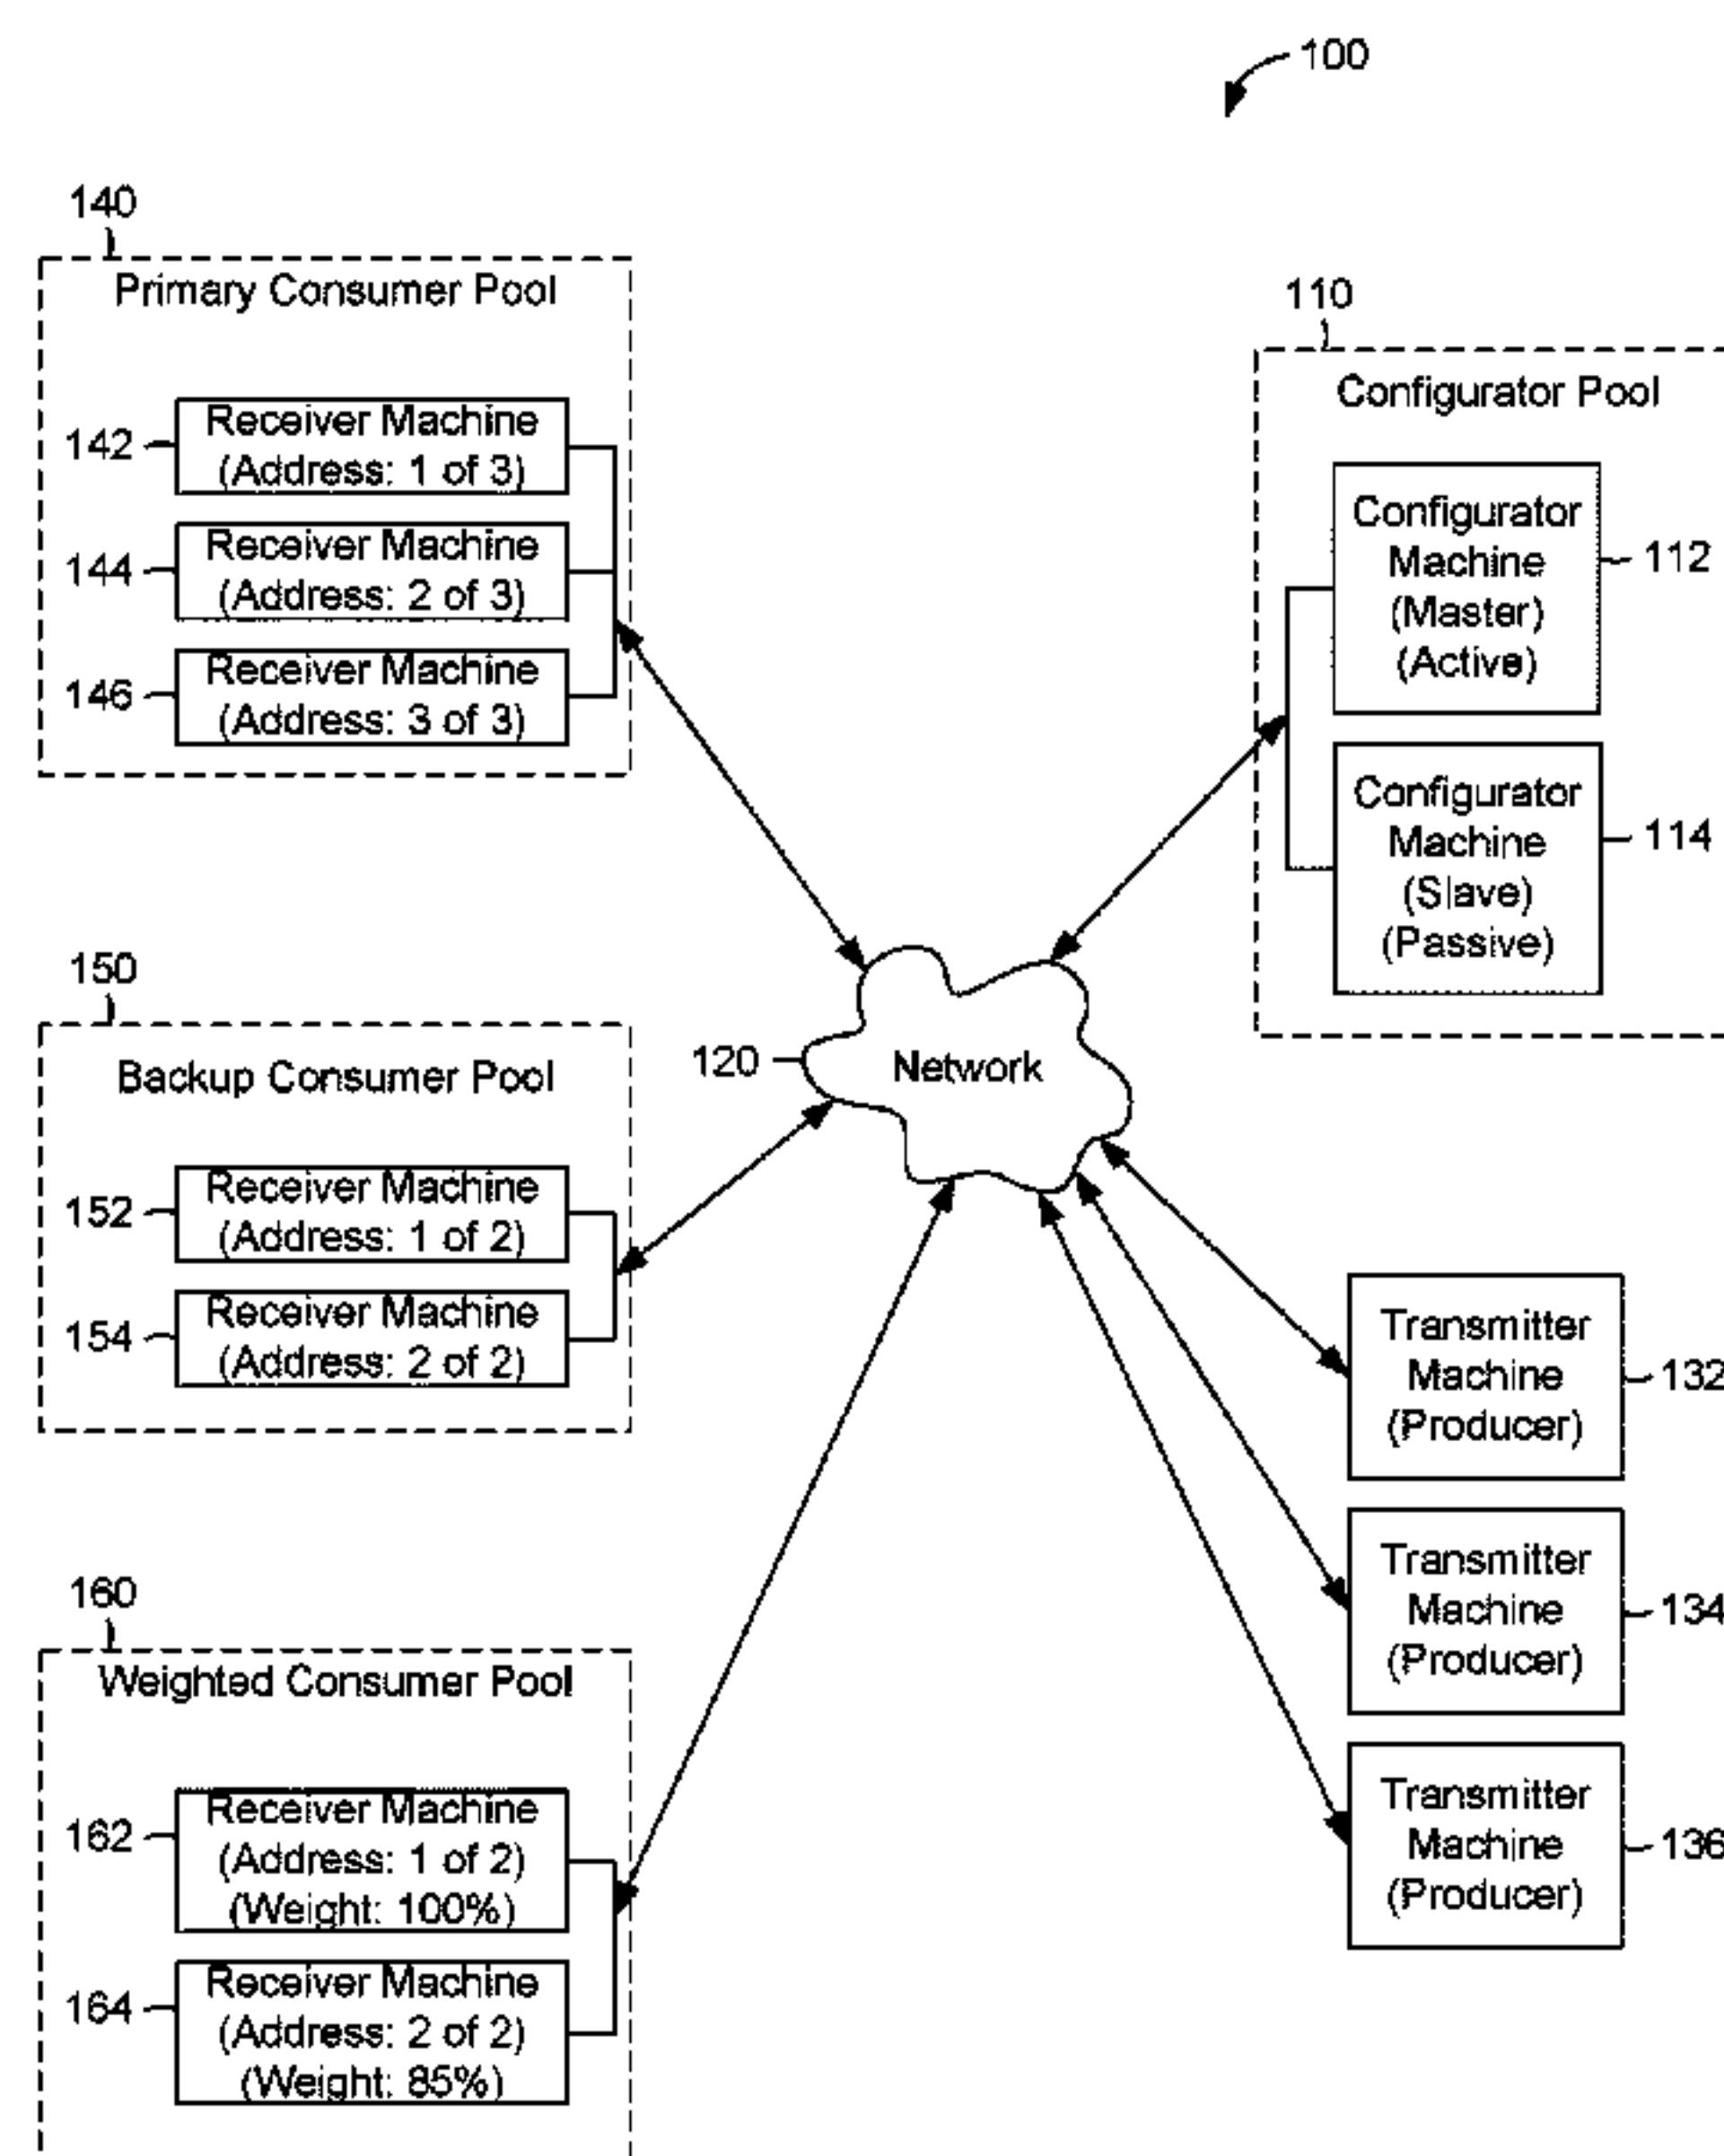 100
140
Primary Consumer Pool
142
Receiver Machine
(Address: 1 of 3)
144
Receiver Machine
(Address: 2 of 3)
146
Receiver Machine
(Address: 3 of 3)
110
Configurator Pool
Configurator
Machine
(Master)
(Active)
112
Configurator
Machine
(Slave)
(Passive)
114
150
Backup Consumer Pool
152
Receiver Machine
(Address: 1 of 2)
154
Receiver Machine
(Address: 2 of 2)
120
Network
Transmitter
Machine
(Producer)
132
Transmitter
Machine
(Producer)
134
Transmitter
Machine
(Producer)
136
160
Weighted Consumer Pool
162
Receiver Machine
(Address: 1 of 2)
(Weight: 100%)
164
Receiver Machine
(Address: 2 of 2)
(Weight: 85%)